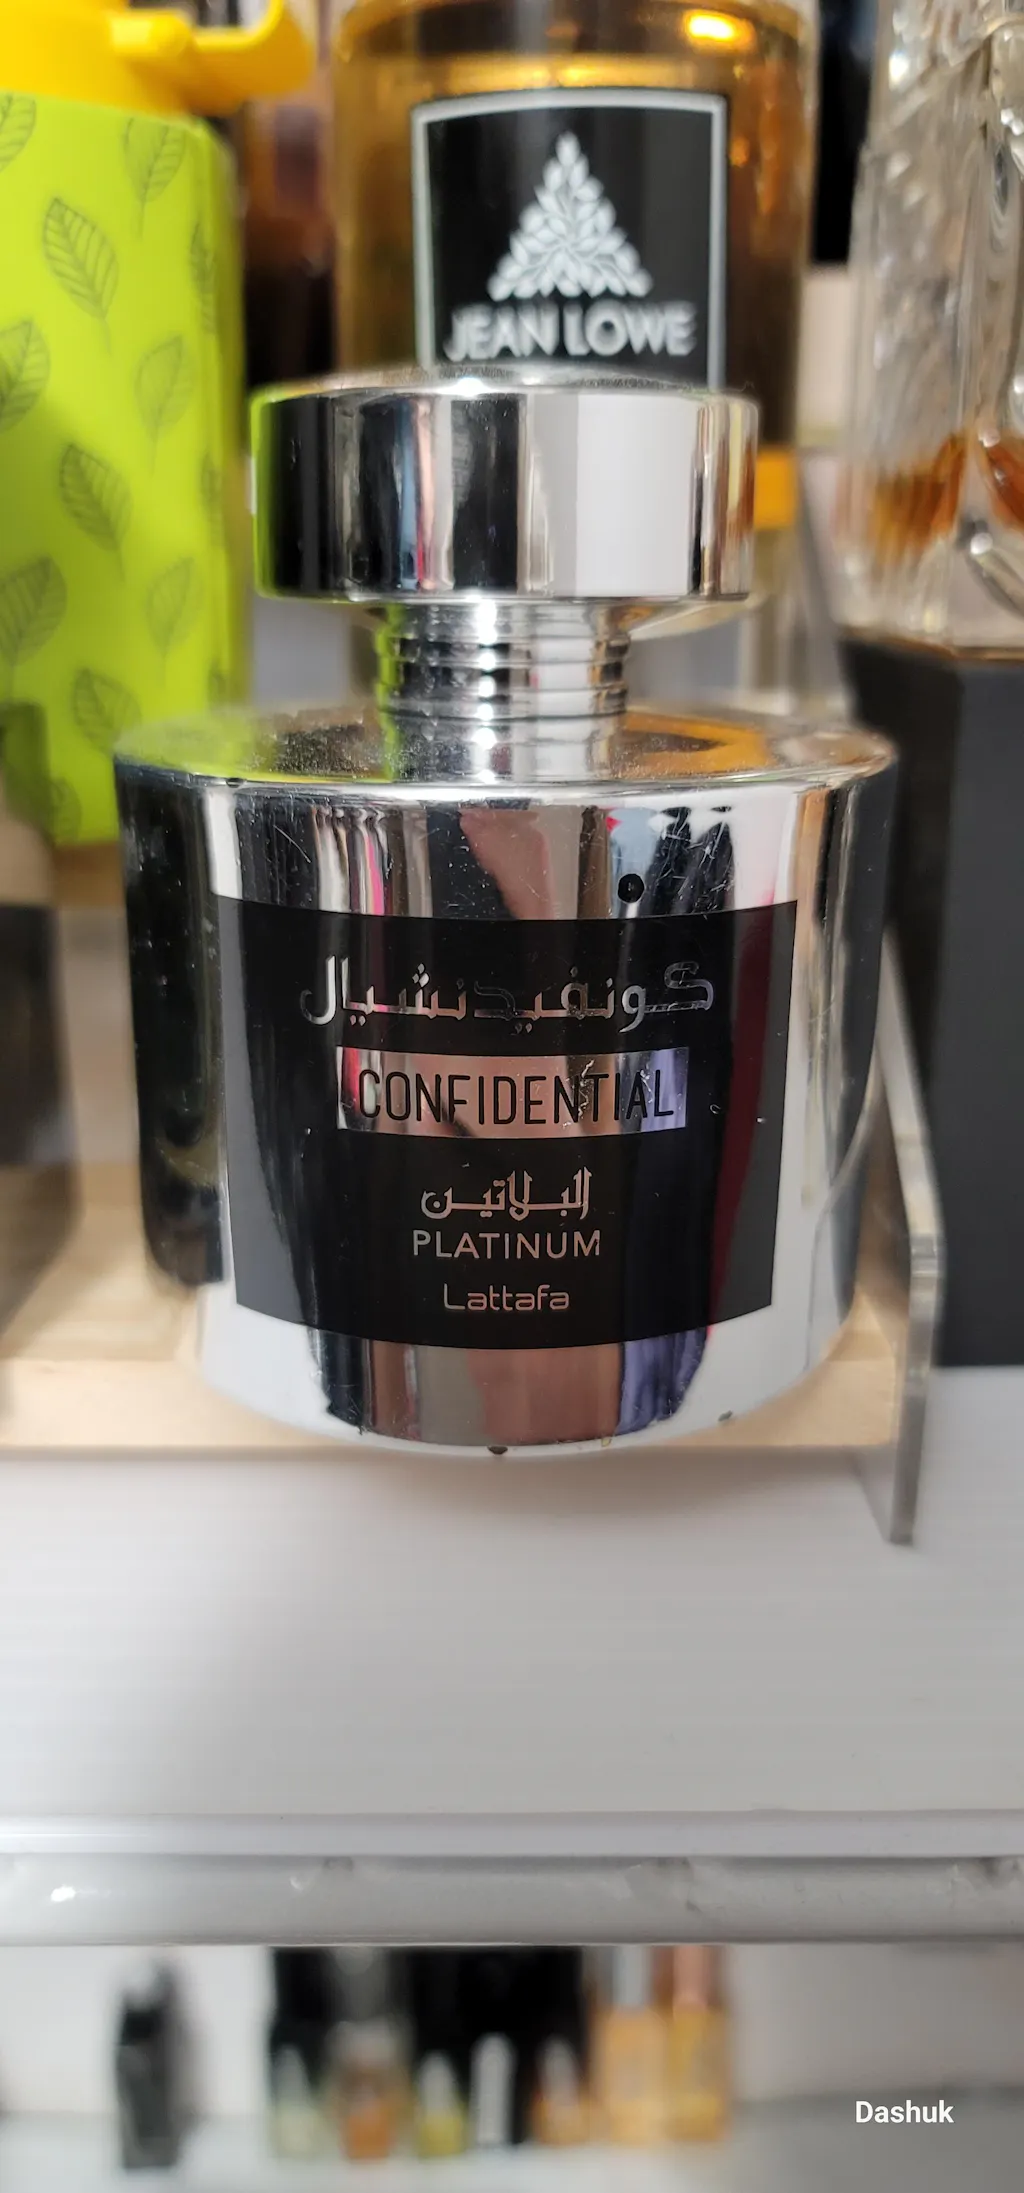 JEAN LOWE
كونفيدنشيال
CONFIDENTIAL
البلاتين
PLATINUM
Lattafa
Dashuk